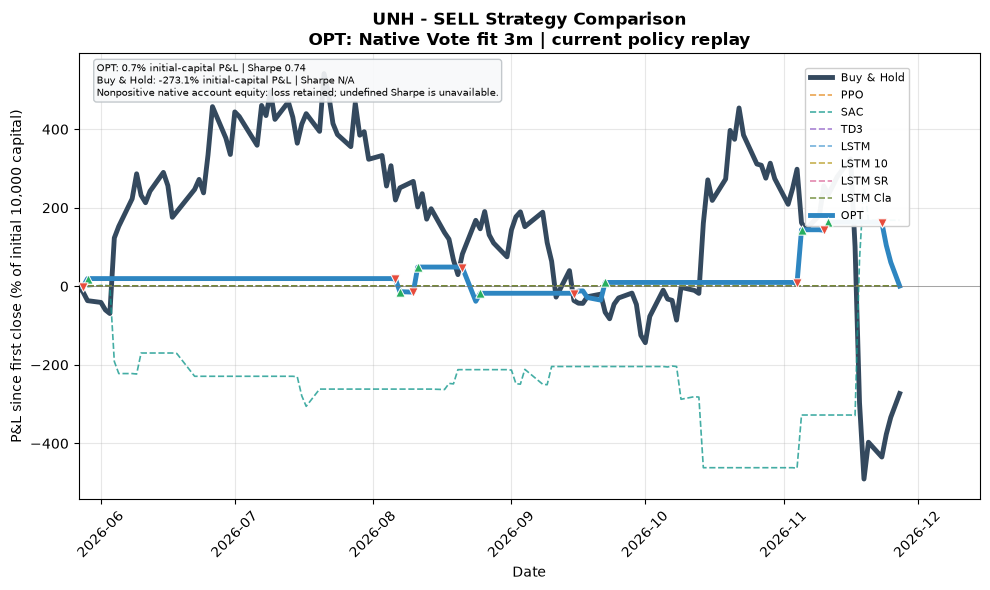 UNH - SELL Strategy Comparison
OPT: Native Vote fit 3m | current policy replay
OPT: 0.7% initial-capital P&L | Sharpe 0.74
Buy & Hold: -273.1% initial-capital P&L | Sharpe N/A
Nonpositive native account equity: loss retained; undefined Sharpe is unavailable.
Buy & Hold
PPO
SAC
TD3
LSTM
LSTM 10
LSTM SR
LSTM Cla
OPT
P&L since first close (% of initial 10,000 capital)
400
200
0
−200
−400
2026-06
2026-07
2026-08
2026-09
2026-10
2026-11
2026-12
Date